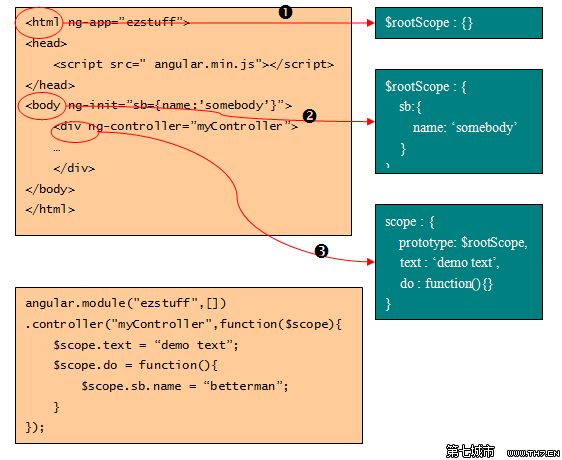 <html ng-app=”ezstuff”>
<head>
<script src=” angular.min.js”></script>
</head>
<body ng-init=”sb={name:’somebody’}”>
<div ng-controller=”myController”>
…
</div>
</body>
</html>
❶
❷
❸
$rootScope : {}
$rootScope : {
sb:{
name: ‘somebody’
}
}
scope : {
prototype: $rootScope,
text : ‘demo text’,
do : function(){}
}
angular.module("ezstuff",[])
.controller("myController",function($scope){
$scope.text = “demo text”;
$scope.do = function(){
$scope.sb.name = “betterman”;
}
});
第七城市 WWW.TH7.CN